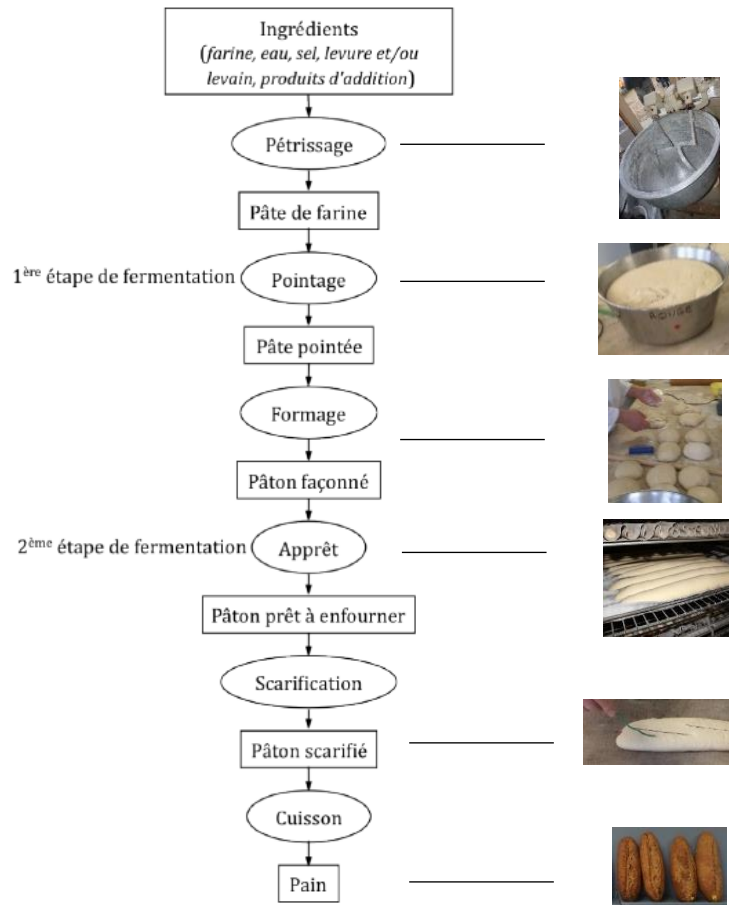 Ingrédients
(farine, eau, sel, levure et/ou
levain, produits d'addition)
Pétrissage
Pâte de farine
1ère étape de fermentation
Pointage
Pâte pointée
Formage
Pâton façonné
2ème étape de fermentation
Apprêt
Pâton prêt à enfourner
Scarification
Pâton scarifié
Cuisson
Pain